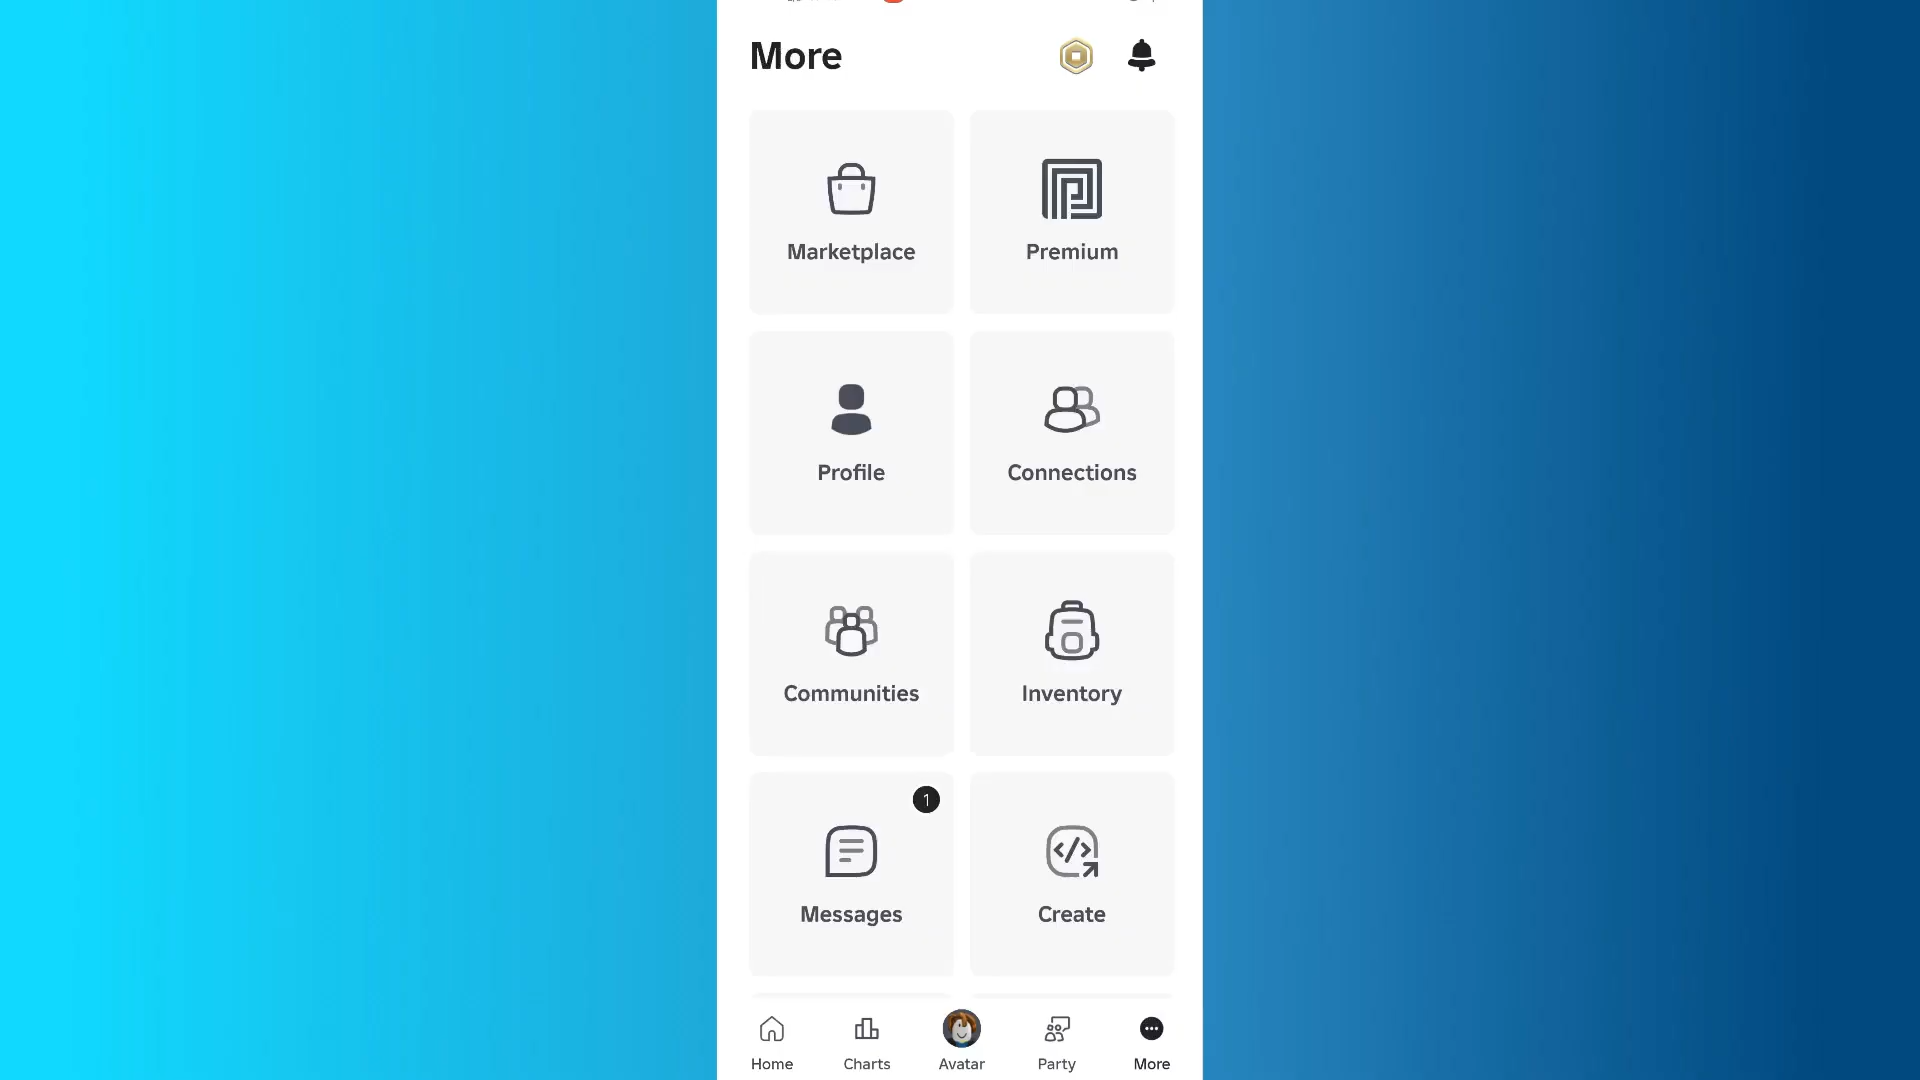 More
Marketplace
Premium
Profile
Connections
Communities
Inventory
1
Messages
Create
Home
Charts
Avatar
Party
More